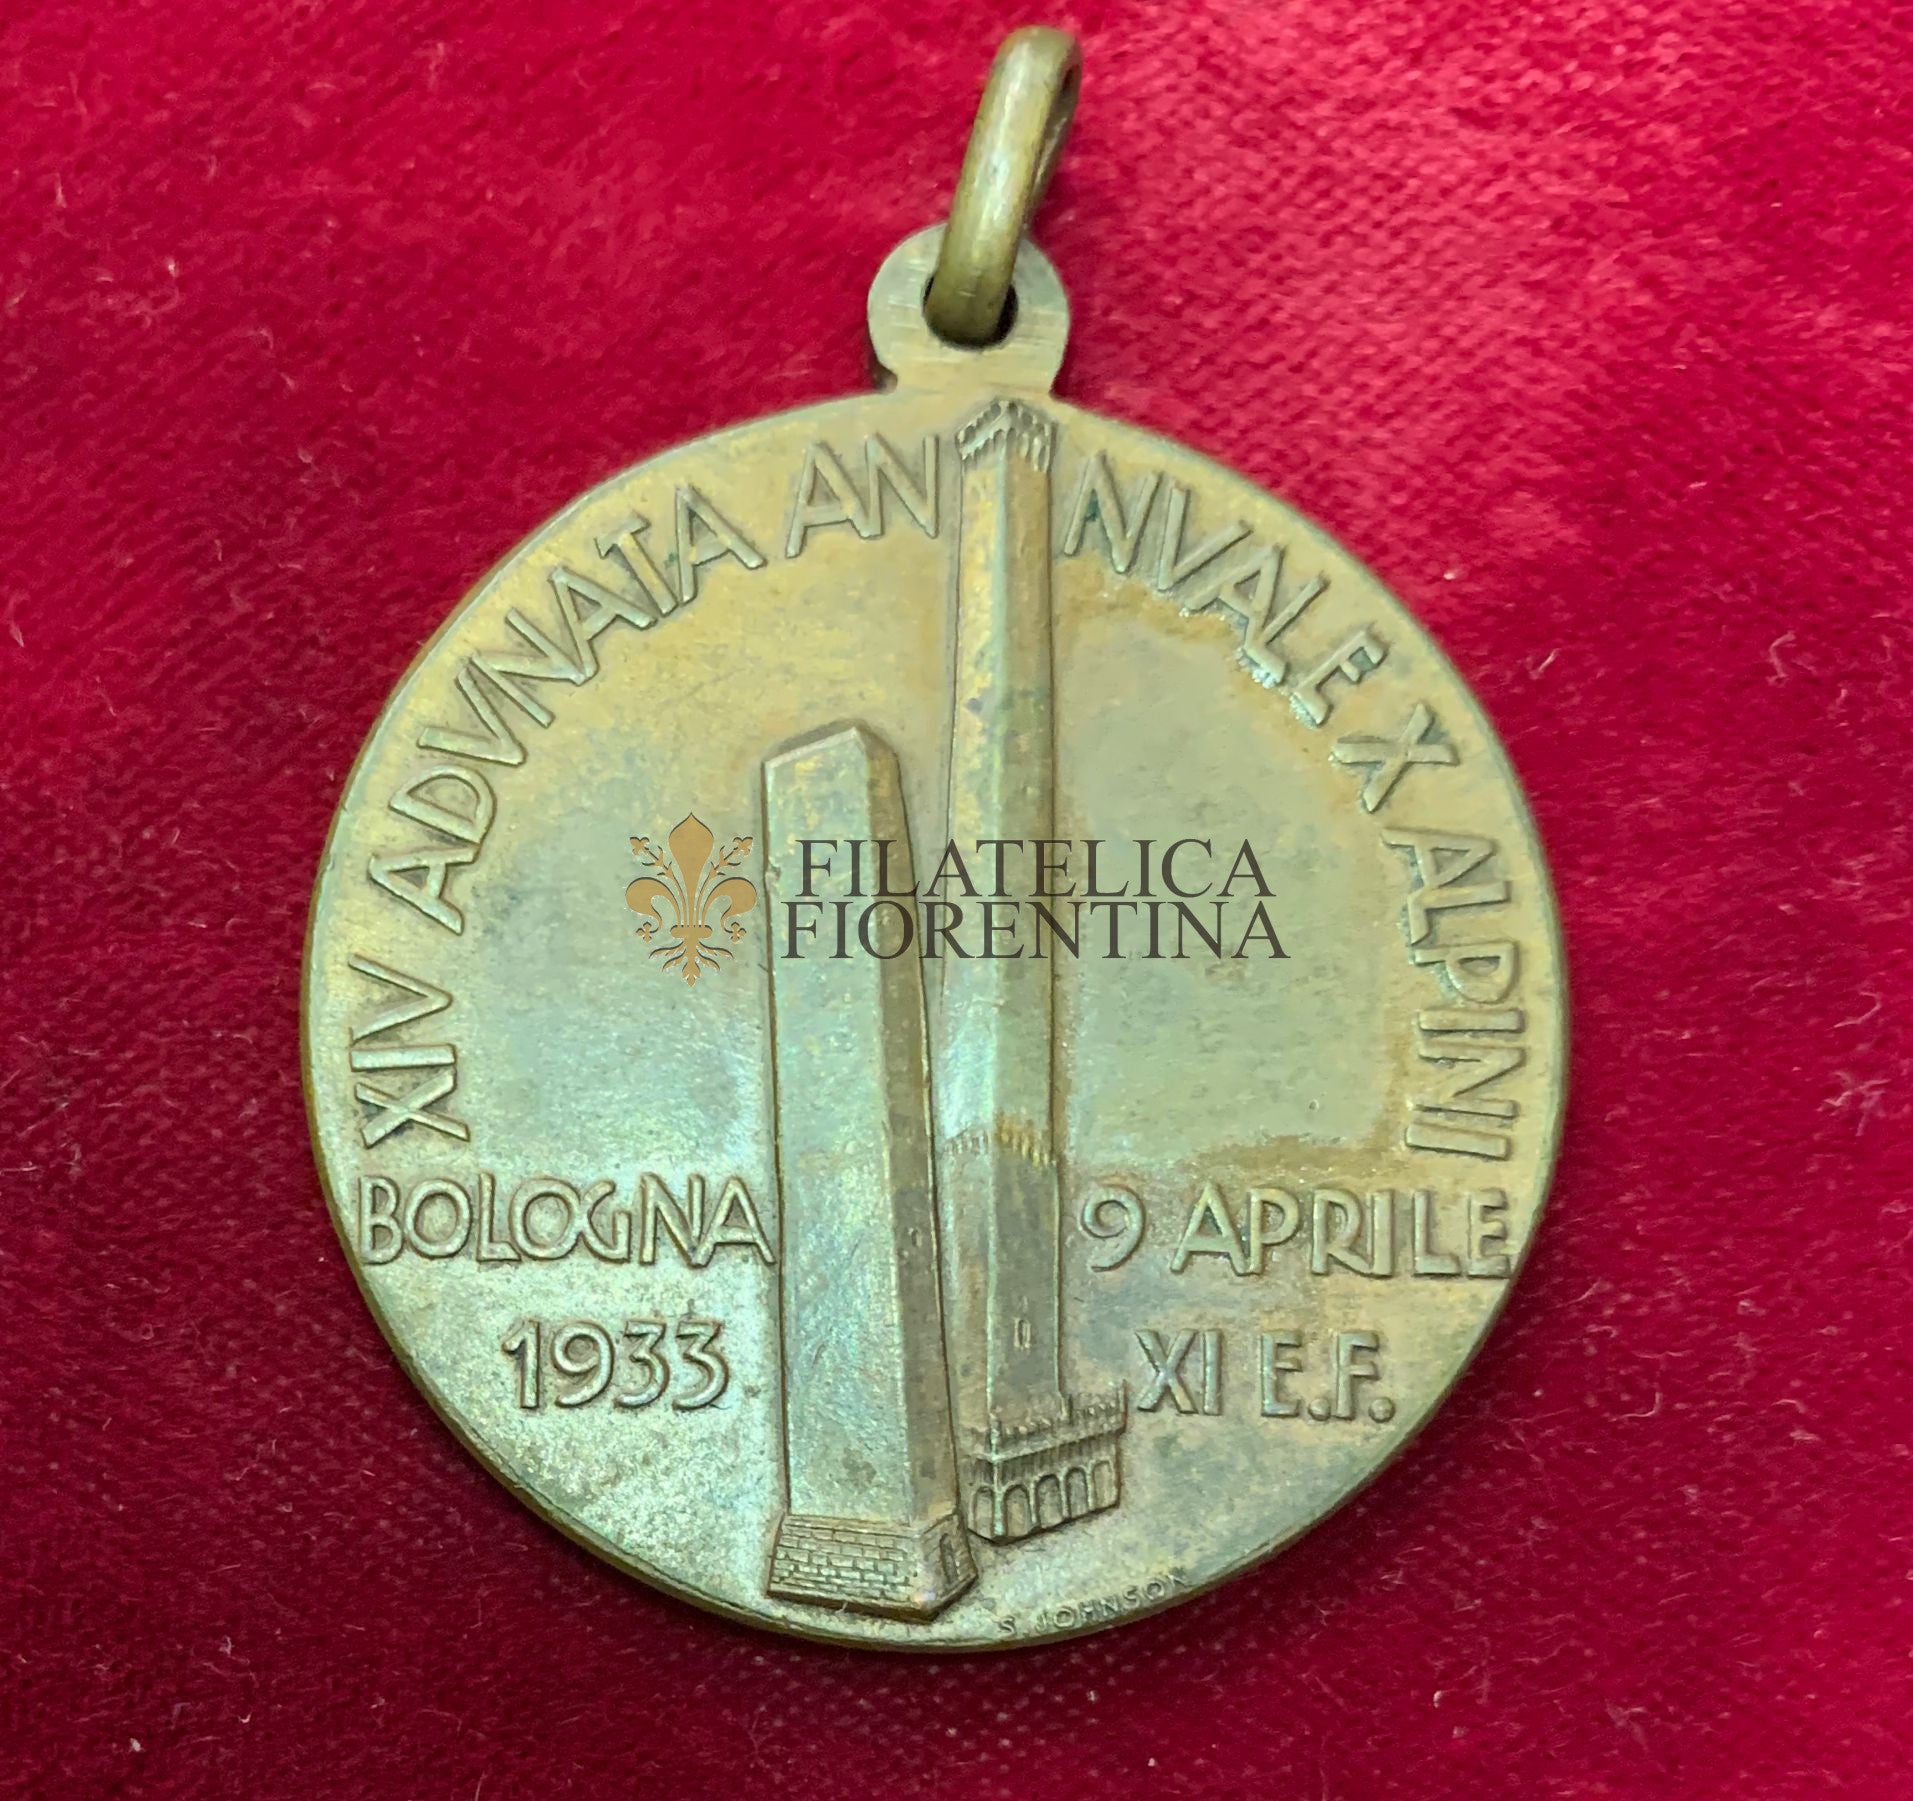 XIV ADVNATA ANNVALE X ALPINI
BOLOGNA 9 APRILE
1933 XI E.F.
S. JOHNSON
FILATELICA
FIORENTINA